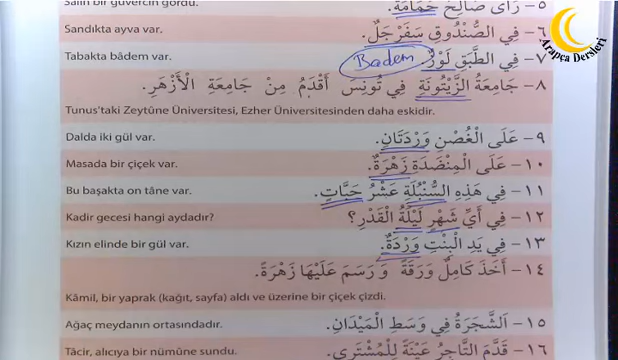 Salih bir güvercin gördü. ٥ – رَأَى صَالِحٌ حَمَامَةً.
Sandıkta ayva var. ٦ – فِي الصُّنْدُوقِ سَفَرْجَلٌ.
Tabakta bâdem var. Badem ٧ – فِي الطَّبَقِ لَوْزٌ.
٨ – جَامِعَةُ الزَّيْتُونَةِ فِي تُونِسَ أَقْدَمُ مِنْ جَامِعَةِ الْأَزْهَرِ.
Tunus'taki Zeytûne Üniversitesi, Ezher Üniversitesinden daha eskidir.
Dalda iki gül var. ٩ – عَلَى الْغُصْنِ وَرْدَتَانِ.
Masada bir çiçek var. ١٠ – عَلَى الْمِنْضَدَةِ زَهْرَةٌ.
Bu başakta on tâne var. ١١ – فِي هَذِهِ السُّنْبُلَةِ عَشْرُ حَبَّاتٍ.
Kadir gecesi hangi aydadır? ١٢ – فِي أَيِّ شَهْرٍ لَيْلَةُ الْقَدْرِ؟
Kızın elinde bir gül var. ١٣ – فِي يَدِ الْبِنْتِ وَرْدَةٌ.
١٤ – أَخَذَ كَامِلٌ وَرَقَةً وَرَسَمَ عَلَيْهَا زَهْرَةً.
Kâmil, bir yaprak (kağıt, sayfa) aldı ve üzerine bir çiçek çizdi.
Ağaç meydanın ortasındadır. ١٥ – اَلشَّجَرَةُ فِي وَسَطِ الْمَيْدَانِ.
Tâcir, alıcıya bir nümûne sundu. ١٦ – قَدَّمَ التَّاجِرُ عَيِّنَةً لِلْمُشْتَرِي.
Arapça Dersleri